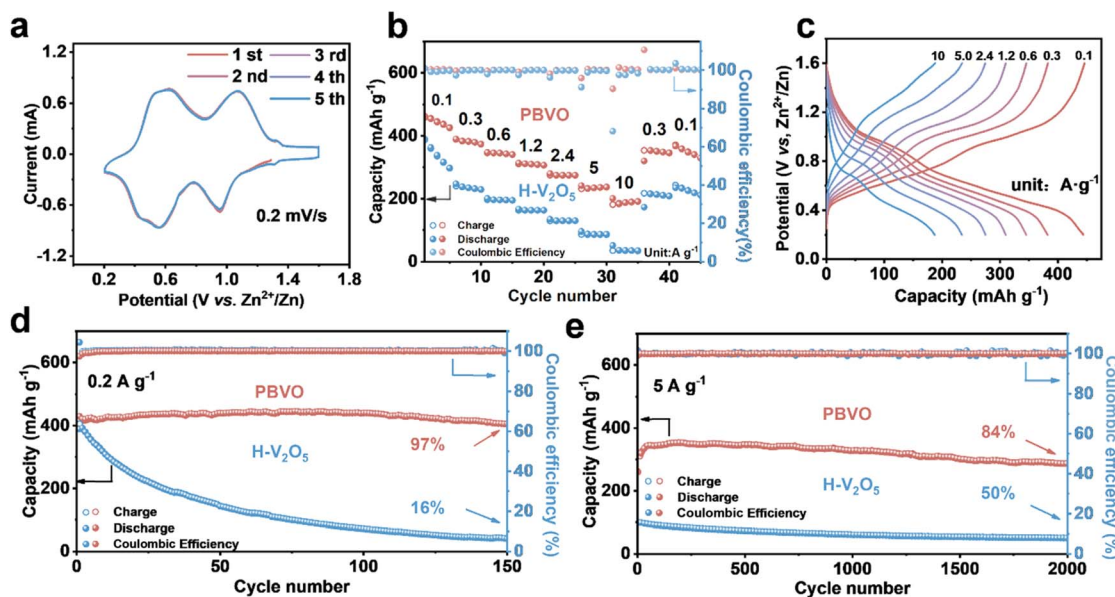 a
1 st
3 rd
2 nd
4 th
5 th
0.2 mV/s
Current (mA)
1.2
0.6
0.0
-0.6
-1.2
0.2
0.6
1.0
1.4
1.8
Potential (V vs. Zn²⁺/Zn)
b
Capacity (mAh g⁻¹)
600
400
200
0
0.1
0.3
0.6
1.2
2.4
5
10
0.3
0.1
PBVO
H-V₂O₅
Charge
Discharge
Coulombic Efficiency
Unit:A g⁻¹
0
10
20
30
40
Cycle number
100
80
60
40
20
0
Coulombic efficiency(%)
c
Potential (V vs, Zn²⁺/Zn)
1.6
1.2
0.8
0.4
0.0
10
5.0
2.4
1.2
0.6
0.3
0.1
unit: A·g⁻¹
0
100
200
300
400
500
Capacity (mAh g⁻¹)
d
Capacity (mAh g⁻¹)
600
400
200
0
0.2 A g⁻¹
PBVO
97%
H-V₂O₅
16%
Charge
Discharge
Coulombic Efficiency
0
50
100
150
Cycle number
100
80
60
40
20
0
Coulombic efficiency (%)
e
Capacity (mAh g⁻¹)
600
400
300
0
5 A g⁻¹
PBVO
84%
H-V₂O₅
50%
Charge
Discharge
Coulombic Efficiency
0
500
1000
1500
2000
Cycle number
100
80
60
40
20
0
Coulombic efficiency (%)